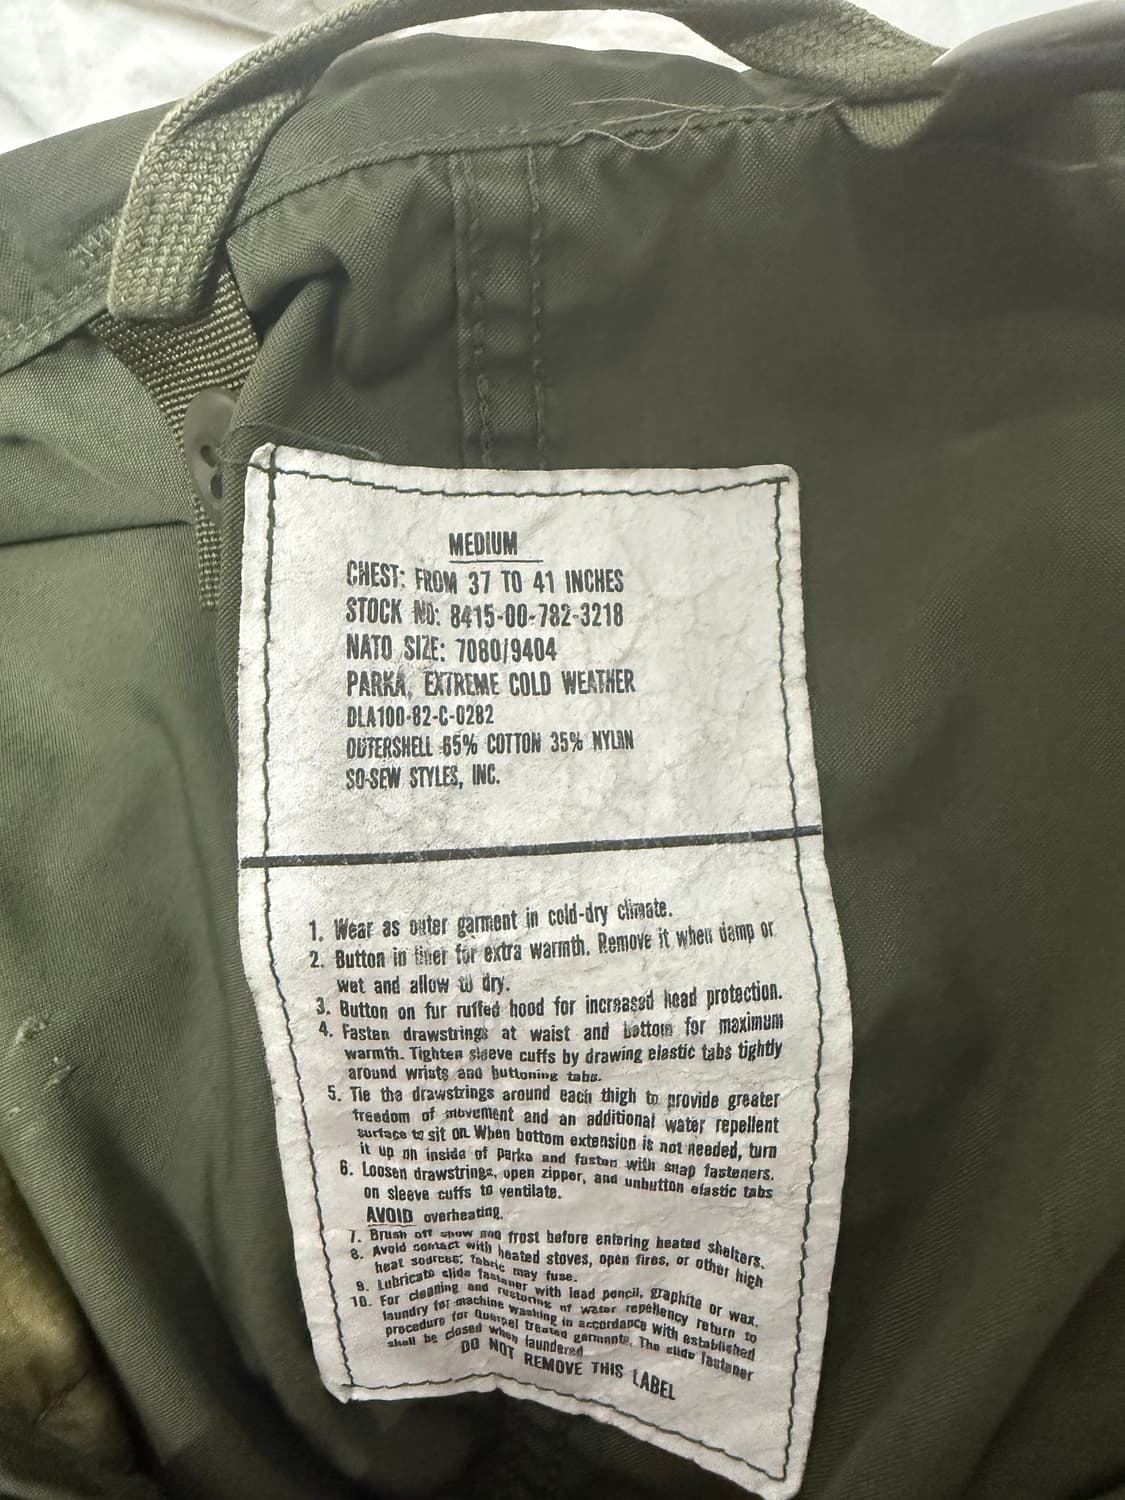 MEDIUM
CHEST: FROM 37 TO 41 INCHES
STOCK NO: 8415-00-782-3218
NATO SIZE: 7080/9404
PARKA, EXTREME COLD WEATHER
DLA100-82-C-0282
OUTERSHELL 65% COTTON 35% NYLON
SO-SEW STYLES, INC.
1. Wear as outer garment in cold-dry climate.
2. Button in liner for extra warmth. Remove it when damp or
wet and allow to dry.
3. Button on fur ruffed hood for increased head protection.
4. Fasten drawstrings at waist and bottom for maximum
warmth. Tighten sleeve cuffs by drawing elastic tabs tightly
around wrists and buttoning tabs.
5. Tie the drawstrings around each thigh to provide greater
freedom of movement and an additional water repellent
surface to sit on. When bottom extension is not needed, turn
it up on inside of parka and fasten with snap fasteners.
6. Loosen drawstrings, open zipper, and unbutton elastic tabs
on sleeve cuffs to ventilate.
AVOID overheating.
7. Brush off snow and frost before entering heated shelters.
8. Avoid contact with heated stoves, open fires, or other high
heat sources; fabric may fuse.
9. Lubricate slide fastener with lead pencil, graphite or wax.
10. For cleaning and restoring of water repellency return to
laundry for machine washing in accordance with established
procedure for Quarpel treated garments. The slide fastener
shall be closed when laundered
DO NOT REMOVE THIS LABEL